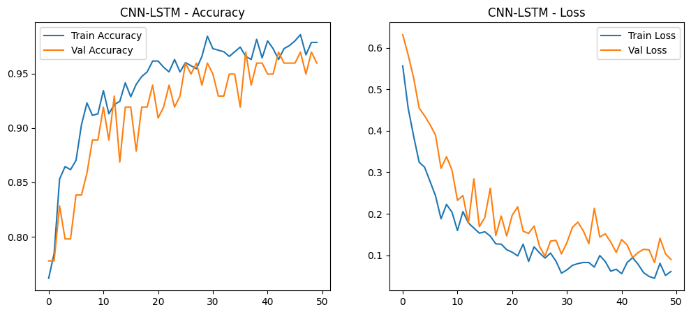 CNN-LSTM - Accuracy
Train Accuracy
Val Accuracy
0.95
0.90
0.85
0.80
0 10 20 30 40 50
CNN-LSTM - Loss
Train Loss
Val Loss
0.6
0.5
0.4
0.3
0.2
0.1
0 10 20 30 40 50